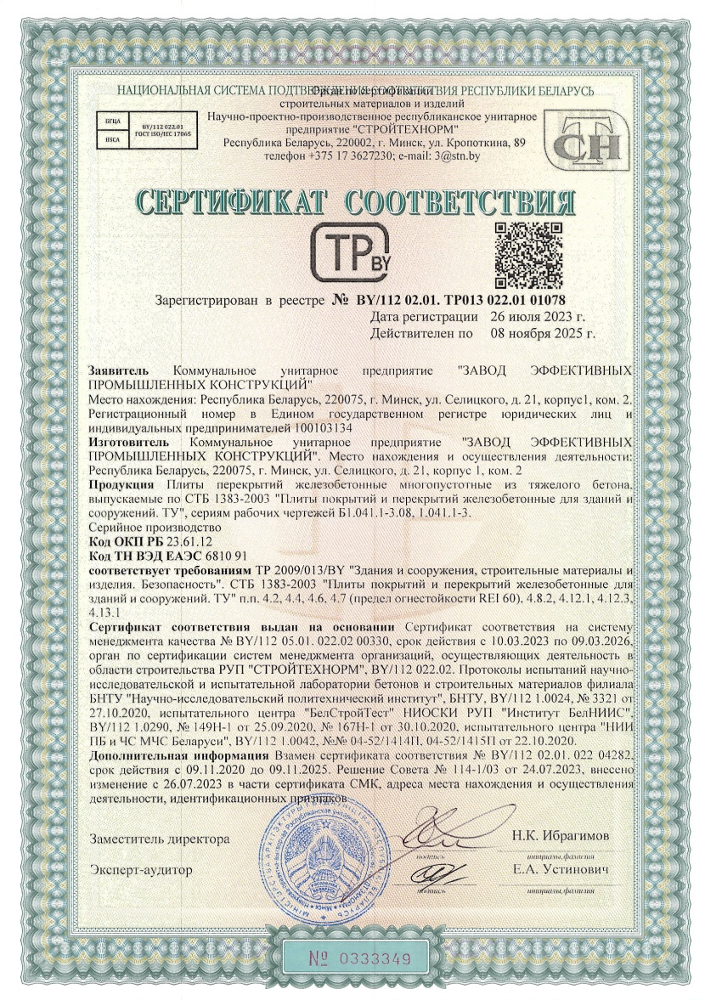 НАЦИОНАЛЬНАЯ СИСТЕМА ПОДТВЕРЖДЕНИЯ СООТВЕТСТВИЯ РЕСПУБЛИКИ БЕЛАРУСЬ
Орган по сертификации
строительных материалов и изделий
БГЦА
BSCA
BY/112 022.01
ГОСТ ISO/IEC 17065
Научно-проектно-производственное республиканское унитарное
предприятие "СТРОЙТЕХНОРМ"
Республика Беларусь, 220002, г. Минск, ул. Кропоткина, 89
телефон +375 17 3627230; e-mail: 3@stn.by
СТН
СЕРТИФИКАТ СООТВЕТСТВИЯ
ТР BY
Зарегистрирован в реестре № BY/112 02.01. ТР013 022.01 01078
Дата регистрации 26 июля 2023 г.
Действителен по 08 ноября 2025 г.
Заявитель Коммунальное унитарное предприятие "ЗАВОД ЭФФЕКТИВНЫХ
ПРОМЫШЛЕННЫХ КОНСТРУКЦИЙ"
Место нахождения: Республика Беларусь, 220075, г. Минск, ул. Селицкого, д. 21, корпус1, ком. 2.
Регистрационный номер в Едином государственном регистре юридических лиц и
индивидуальных предпринимателей 100103134
Изготовитель Коммунальное унитарное предприятие "ЗАВОД ЭФФЕКТИВНЫХ
ПРОМЫШЛЕННЫХ КОНСТРУКЦИЙ". Место нахождения и осуществления деятельности:
Республика Беларусь, 220075, г. Минск, ул. Селицкого, д. 21, корпус 1, ком. 2
Продукция Плиты перекрытий железобетонные многопустотные из тяжелого бетона,
выпускаемые по СТБ 1383-2003 "Плиты покрытий и перекрытий железобетонные для зданий и
сооружений. ТУ", сериям рабочих чертежей Б1.041.1-3.08, 1.041.1-3.
Серийное производство
Код ОКП РБ 23.61.12
Код ТН ВЭД ЕАЭС 6810 91
соответствует требованиям ТР 2009/013/BY "Здания и сооружения, строительные материалы и
изделия. Безопасность". СТБ 1383-2003 "Плиты покрытий и перекрытий железобетонные для
зданий и сооружений. ТУ" п.п. 4.2, 4.4, 4.6, 4.7 (предел огнестойкости REI 60), 4.8.2, 4.12.1, 4.12.3,
4.13.1
Сертификат соответствия выдан на основании Сертификат соответствия на систему
менеджмента качества № BY/112 05.01. 022.02 00330, срок действия с 10.03.2023 по 09.03.2026,
орган по сертификации систем менеджмента организаций, осуществляющих деятельность в
области строительства РУП "СТРОЙТЕХНОРМ", BY/112 022.02. Протоколы испытаний научно-
исследовательской и испытательной лаборатории бетонов и строительных материалов филиала
БНТУ "Научно-исследовательский политехнический институт", БНТУ, BY/112 1.0024, № 3321 от
27.10.2020, испытательного центра "БелСтройТест" НИОСКИ РУП "Институт БелНИИС",
BY/112 1.0290, № 149Н-1 от 25.09.2020, № 167Н-1 от 30.10.2020, испытательного центра "НИИ
ПБ и ЧС МЧС Беларуси", BY/112 1.0042, №№ 04-52/1414П, 04-52/1415П от 22.10.2020.
Дополнительная информация Взамен сертификата соответствия № BY/112 02.01. 022 04282,
срок действия с 09.11.2020 до 09.11.2025. Решение Совета № 114-1/03 от 24.07.2023, внесено
изменение с 26.07.2023 в части сертификата СМК, адреса места нахождения и осуществления
деятельности, идентификационных признаков
Заместитель директора
Н.К. Ибрагимов
подпись
инициалы, фамилия
Эксперт-аудитор
Е.А. Устинович
подпись
инициалы, фамилия
№ 0333349